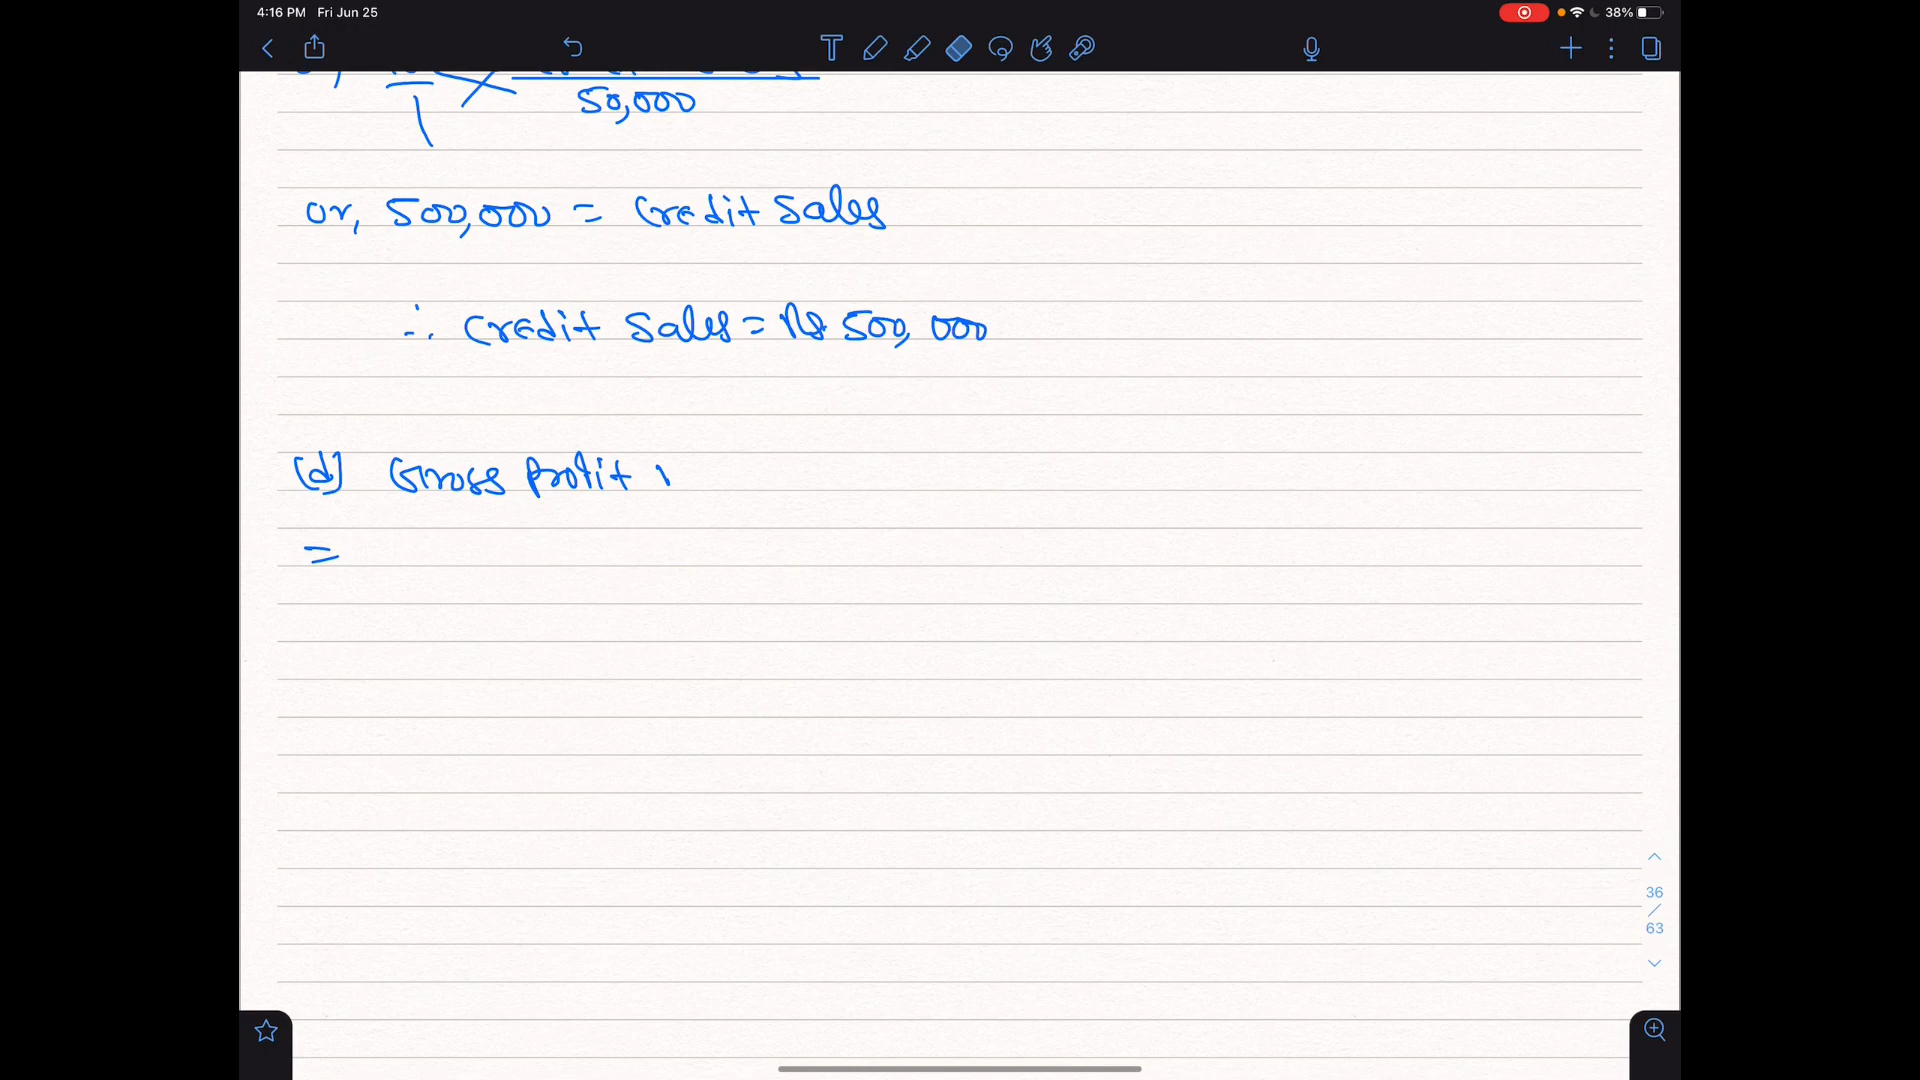 4:16 PM Fri Jun 25
38%
T
50,000
or, 500,000 = Credit Sales
∴ Credit Sales = Rs 500,000
(d) Gross Profit
=
36
/
63